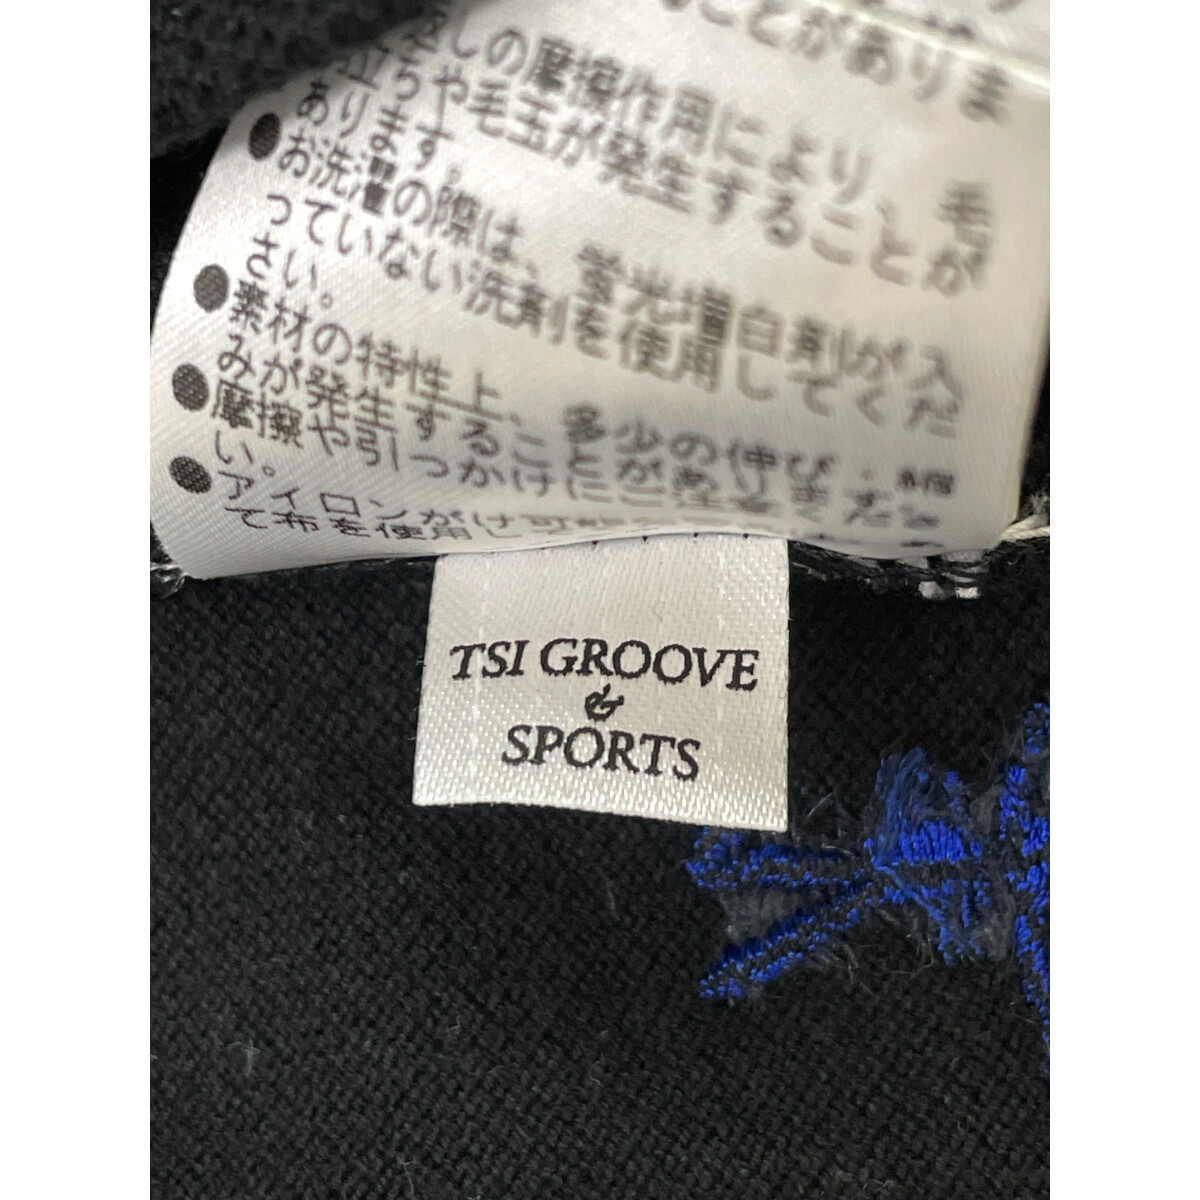 ことがありま
返しの摩擦作用により、毛
立ちや毛玉が発生することが
あります。
●お洗濯の際は、蛍光増白剤が入
っていない洗剤を使用してくだ
さい。
●素材の特性上、多少の伸び・縮
みが発生することがあります
●摩擦や引っかけにご注意くださ
い。
●アイロンがけ
て布を使用し
TSI GROOVE
&
SPORTS